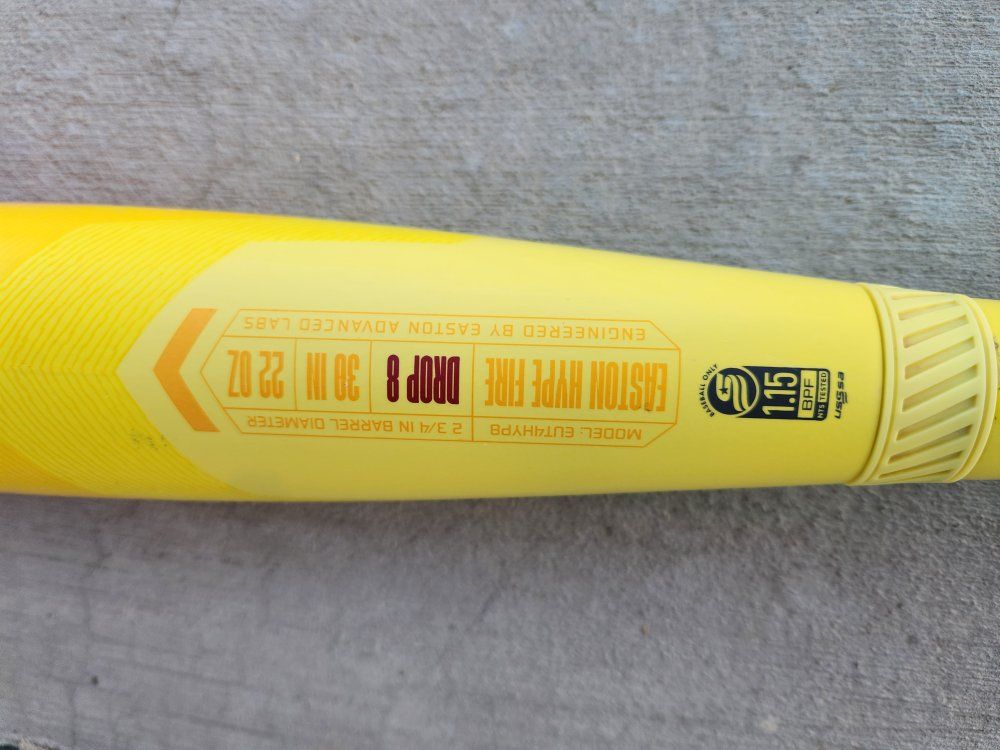 MODEL: EUT4HYP8
2 3/4 IN BARREL DIAMETER
EASTON HYPE FIRE
DROP 8
30 IN
22 OZ
ENGINEERED BY EASTON ADVANCED LABS
BASEBALL ONLY
1.15
BPF
NTS TESTED
USSSA